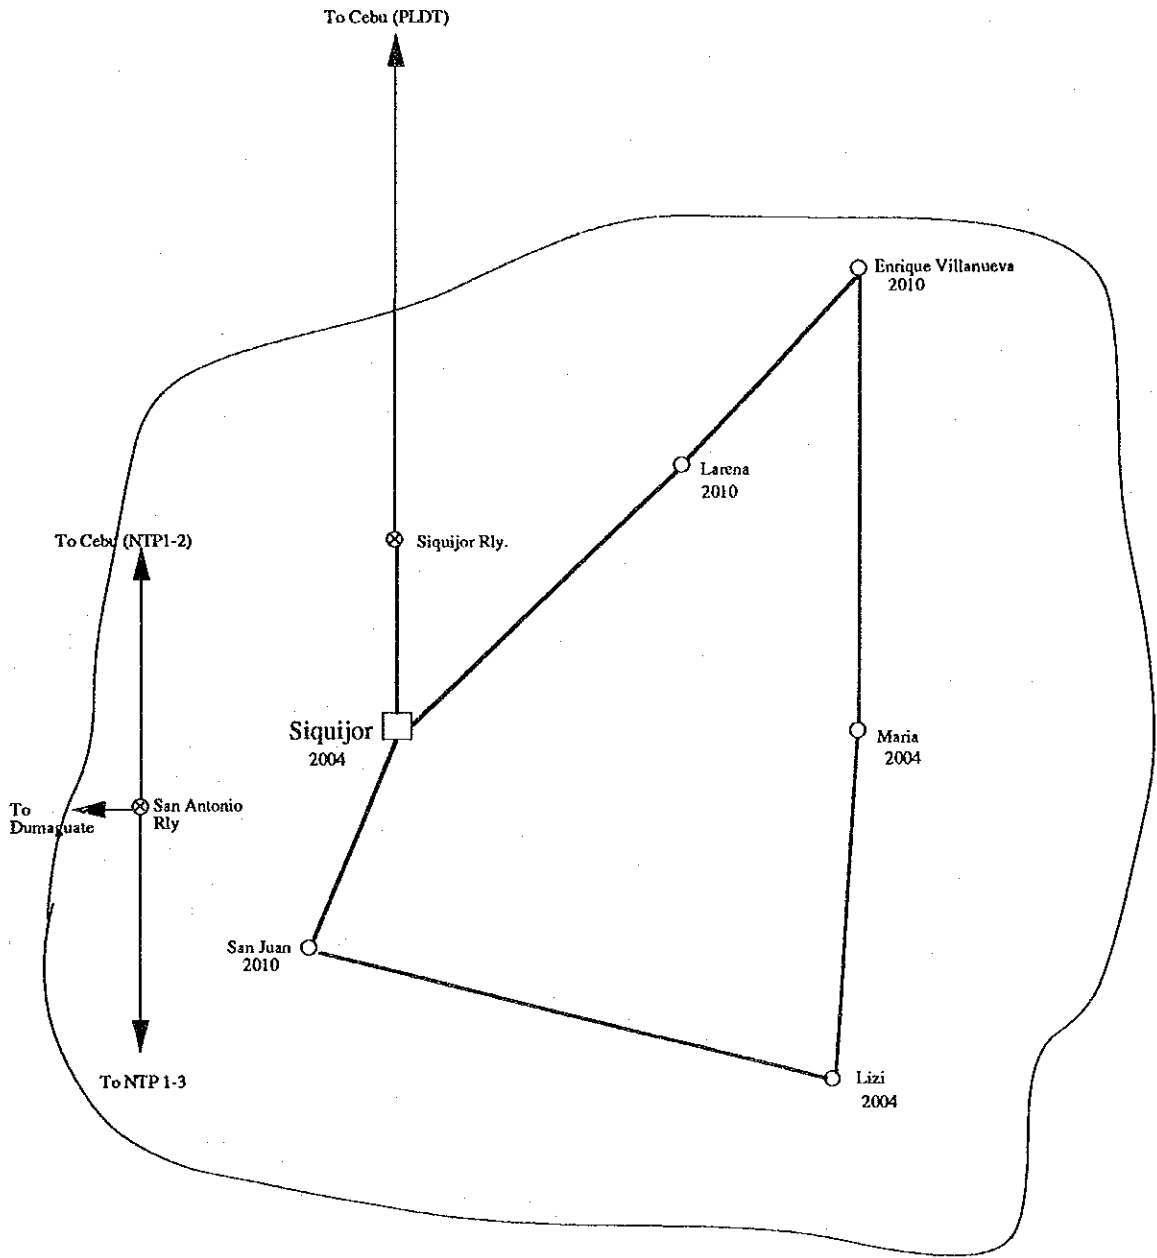 To Cebu (PLDT)
Enrique Villanueva
2010
Larena
2010
To Cebu (NTP1-2)
Siquijor Rly.
Siquijor
2004
Maria
2004
To
Dumaguate
San Antonio
Rly
San Juan
2010
To NTP 1-3
Lizi
2004